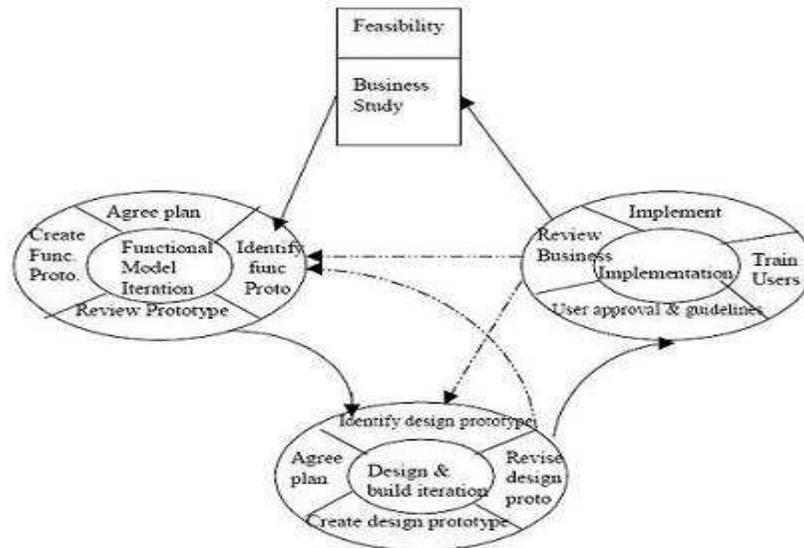 Feasibility
Business
Study
Agree plan
Create
Func.
Proto.
Functional
Model
Iteration
Identify
func
Proto
Review Prototype
Implement
Review
Business
Implementation
Train
Users
User approval & guidelines
Identify design prototype
Agree
plan
Design &
build iteration
Revise
design
proto
Create design prototype